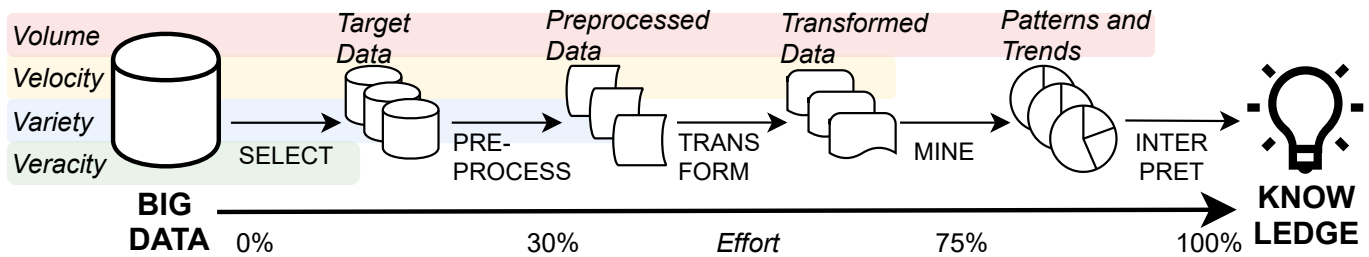 Volume
Velocity
Variety
Veracity
BIG
DATA
SELECT
Target
Data
PRE-
PROCESS
Preprocessed
Data
TRANS
FORM
Transformed
Data
MINE
Patterns and
Trends
INTER
PRET
KNOW
LEDGE
0%
30%
Effort
75%
100%